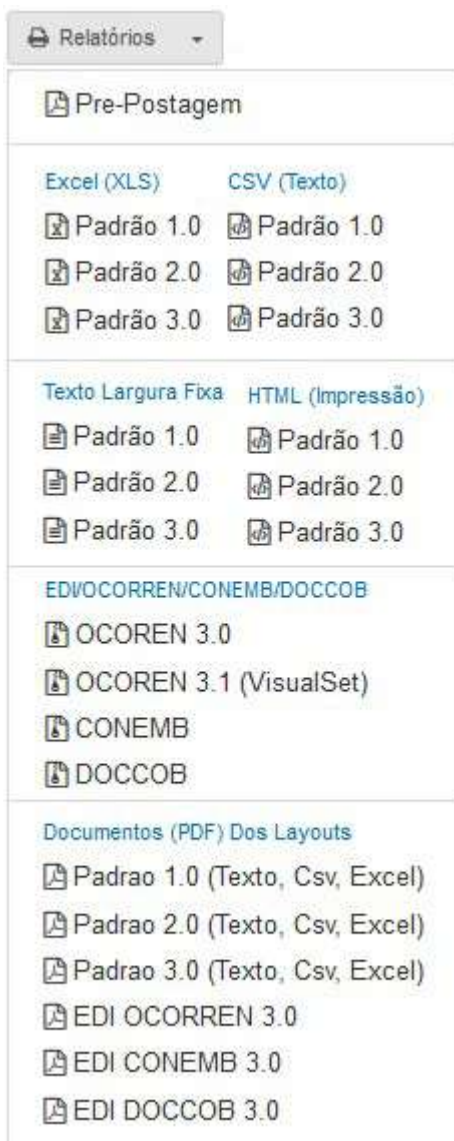 Relatórios
Pre-Postagem
Excel (XLS) CSV (Texto)
Padrão 1.0 Padrão 1.0
Padrão 2.0 Padrão 2.0
Padrão 3.0 Padrão 3.0
Texto Largura Fixa HTML (Impressão)
Padrão 1.0 Padrão 1.0
Padrão 2.0 Padrão 2.0
Padrão 3.0 Padrão 3.0
EDI/OCORREN/CONEMB/DOCCOB
OCOREN 3.0
OCOREN 3.1 (VisualSet)
CONEMB
DOCCOB
Documentos (PDF) Dos Layouts
Padrao 1.0 (Texto, Csv, Excel)
Padrao 2.0 (Texto, Csv, Excel)
Padrao 3.0 (Texto, Csv, Excel)
EDI OCORREN 3.0
EDI CONEMB 3.0
EDI DOCCOB 3.0